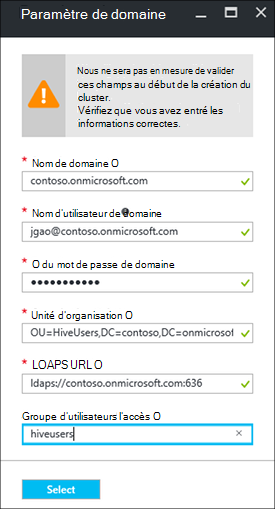 Paramètre de domaine
Nous ne sera pas en mesure de valider
ces champs au début de la création du
cluster.
Vérifiez que vous avez entré les
informations correctes.
* Nom de domaine O
contoso.onmicrosoft.com
* Nom d'utilisateur de domaine
jgao@contoso.onmicrosoft.com
* O du mot de passe de domaine
•••••••••••
* Unité d'organisation O
OU=HiveUsers,DC=contoso,DC=onmicrosof
* LOAPS URL O
ldaps://contoso.onmicrosoft.com:636
Groupe d'utilisateurs l'accès O
hiveusers
Select